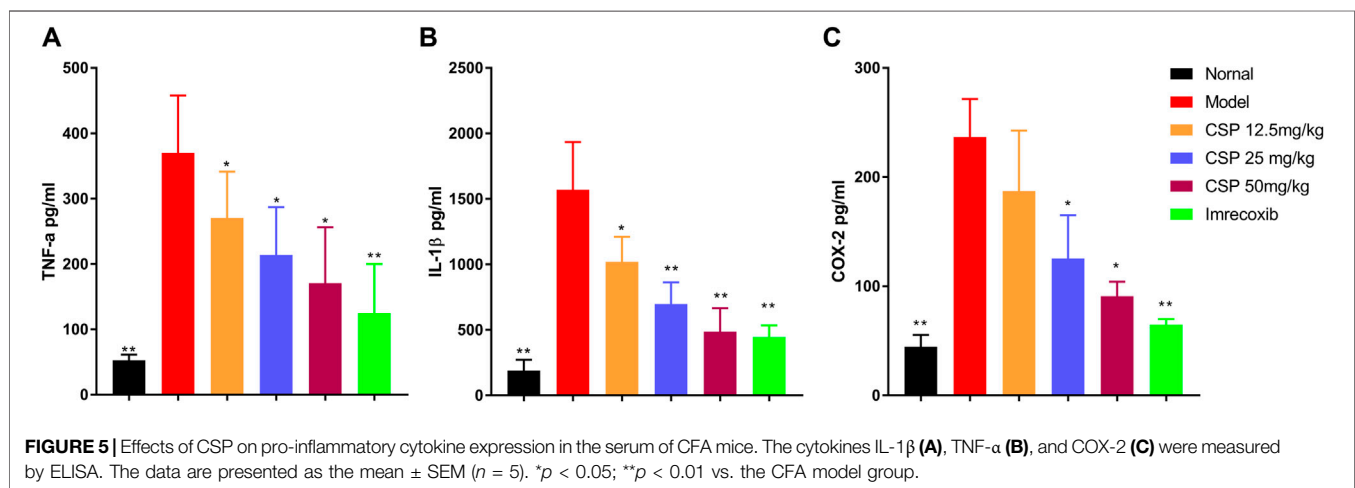 A
B
C
500
400
300
200
100
0
TNF-a pg/ml
**
*
*
*
**
2500
2000
1500
1000
500
0
IL-1β pg/ml
**
*
**
**
**
300
200
100
0
COX-2 pg/ml
**
*
*
**
Nornal
Model
CSP 12.5mg/kg
CSP 25 mg/kg
CSP 50mg/kg
Imrecoxib
FIGURE 5 | Effects of CSP on pro-inflammatory cytokine expression in the serum of CFA mice. The cytokines IL-1β (A), TNF-α (B), and COX-2 (C) were measured
by ELISA. The data are presented as the mean ± SEM (n = 5). *p < 0.05; **p < 0.01 vs. the CFA model group.